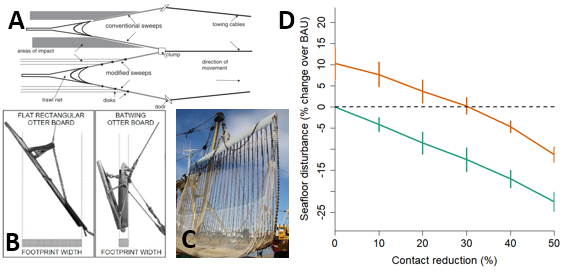 A
conventional sweeps
towing cables
areas of impact
clump
direction of
movement
modified sweeps
trawl net
disks
door
FLAT RECTANGULAR
OTTER BOARD
BATWING
OTTER BOARD
B
FOOTPRINT WIDTH
FOOTPRINT WIDTH
C
D
Seafloor disturbance (% change over BAU)
20
15
10
5
0
-5
-15
-25
0
10
20
30
40
50
Contact reduction (%)